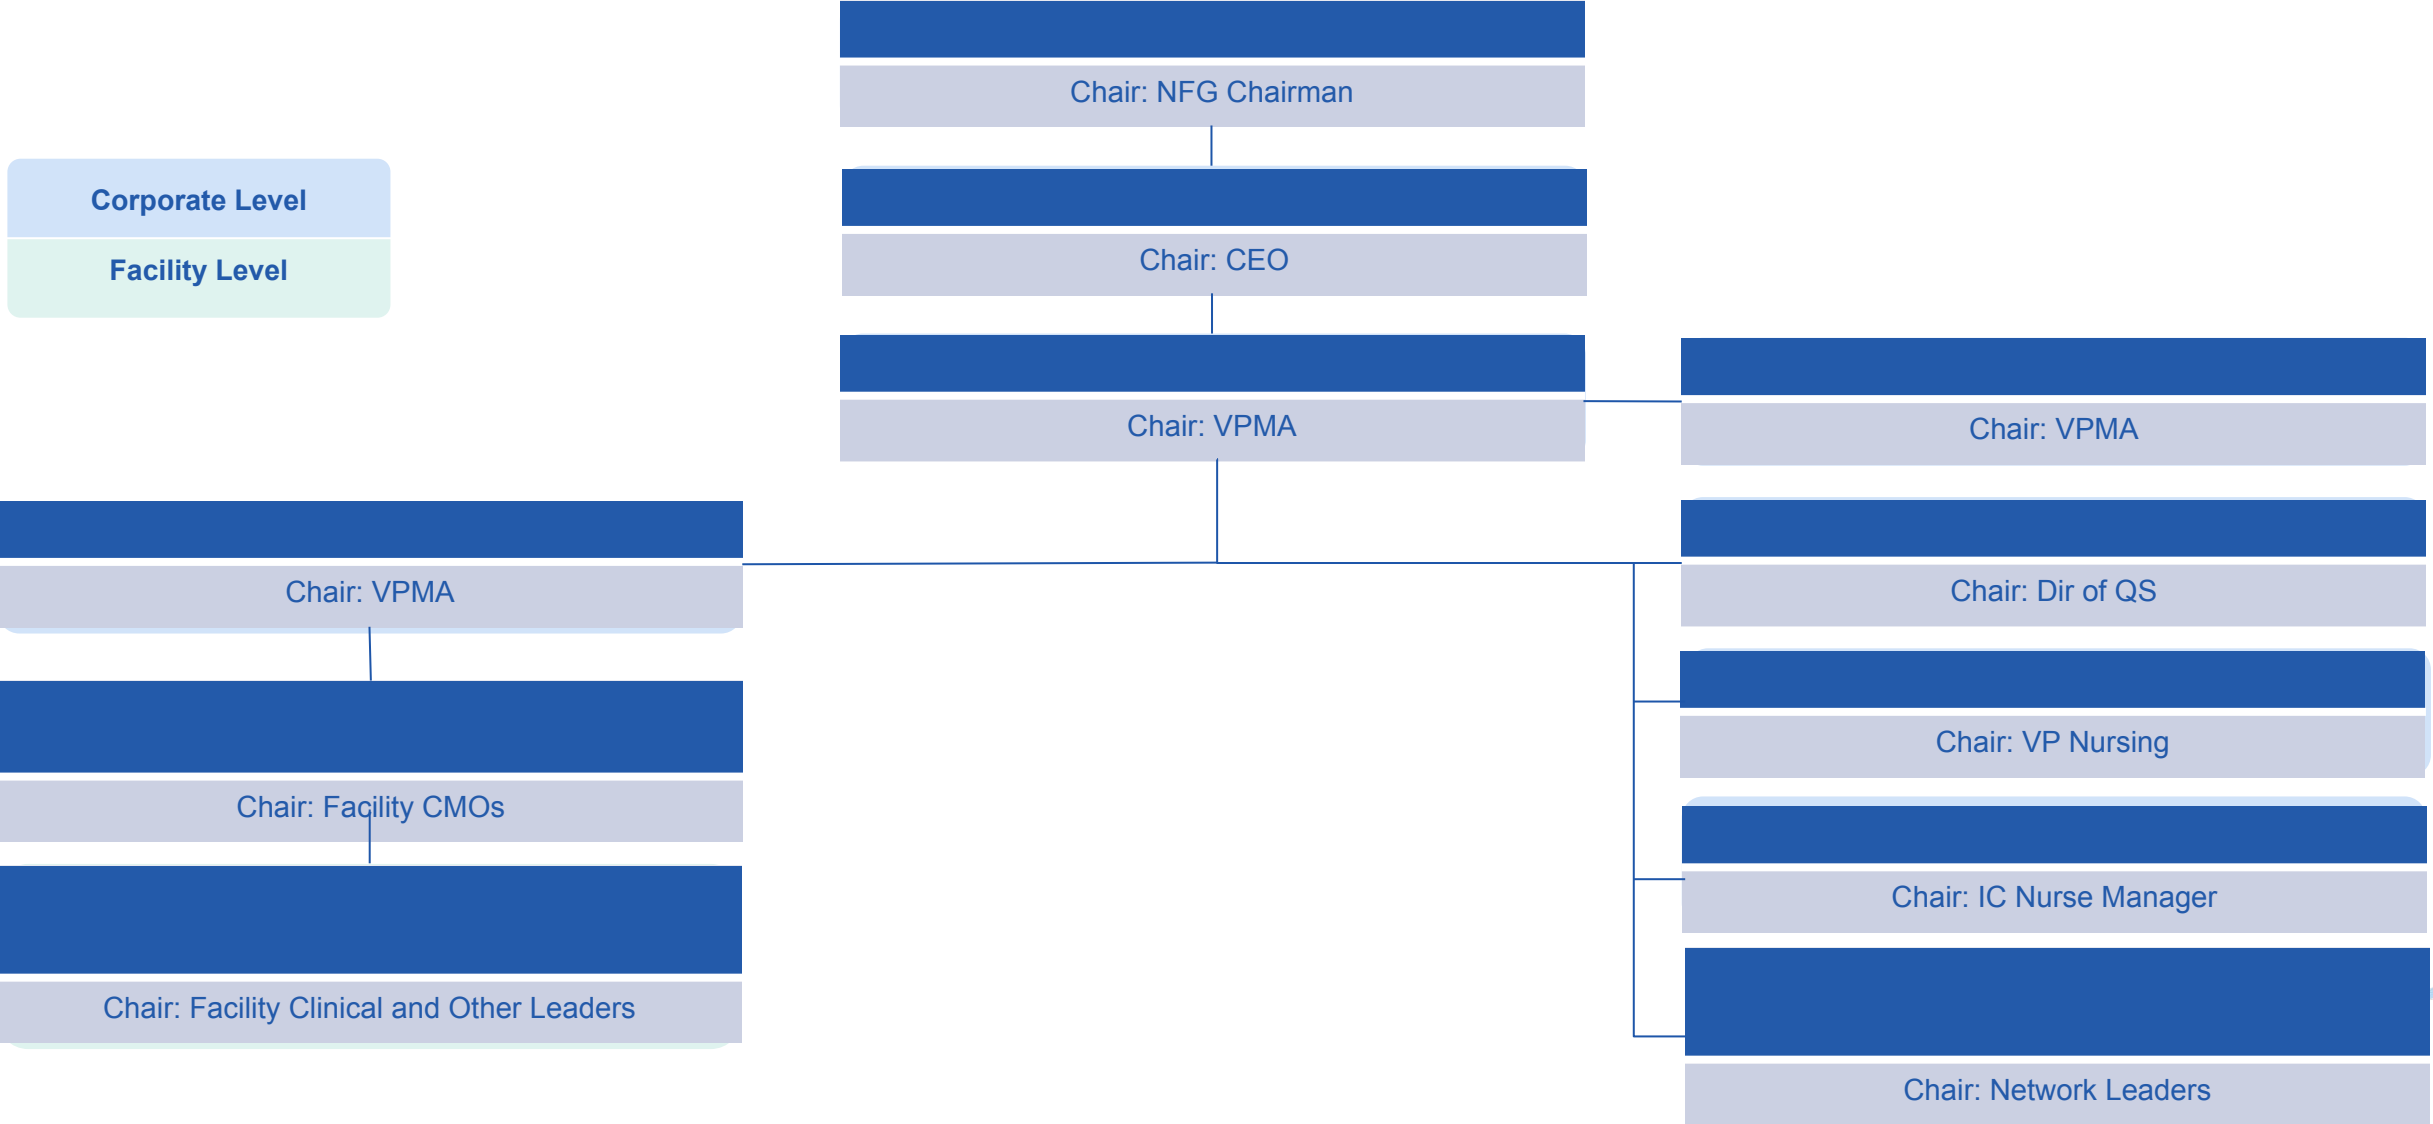 Chair: NFG Chairman
Corporate Level
Facility Level
Chair: CEO
Chair: VPMA
Chair: VPMA
Chair: VPMA
Chair: Dir of QS
Chair: VP Nursing
Chair: Facility CMOs
Chair: IC Nurse Manager
Chair: Facility Clinical and Other Leaders
Chair: Network Leaders